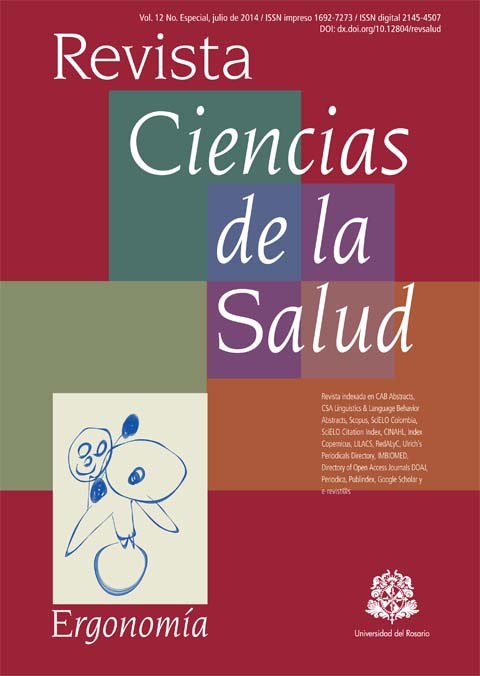 Vol. 12 No. Especial, julio de 2014 / ISSN impreso 1692-7273 / ISSN digital 2145-4507
DOI: dx.doi.org/10.12804/revsalud
Revista
Ciencias
de la
Salud
Revista indexada en CAB Abstracts,
CSA Linguistics & Language Behavior
Abstracts, Scopus, SciELO Colombia,
SciELO Citation index, CINAHL, Index
Copernicus, LILACS, RedALyC, Ulrich's
Periodicals Directory, IMBIOMED,
Directory of Open Access Journals DOAJ,
Periodica, Publindex, Google Scholar y
e-revist@s
Ergonomía
Universidad del Rosario